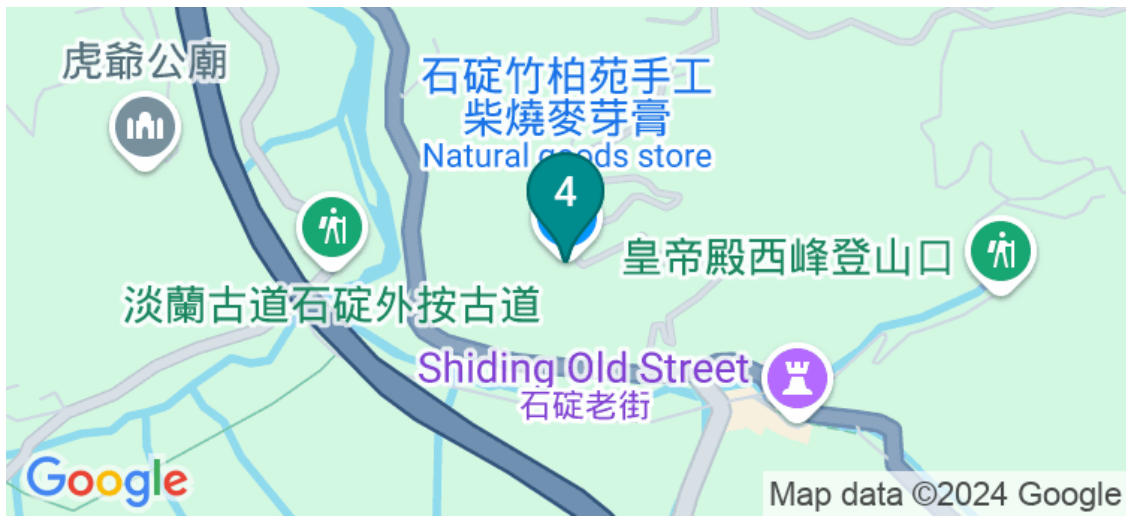 虎爺公廟
石碇竹柏苑手工
柴燒麥芽膏
Natural goods store
4
皇帝殿西峰登山口
淡蘭古道石碇外按古道
Shiding Old Street
石碇老街
Google
Map data ©2024 Google